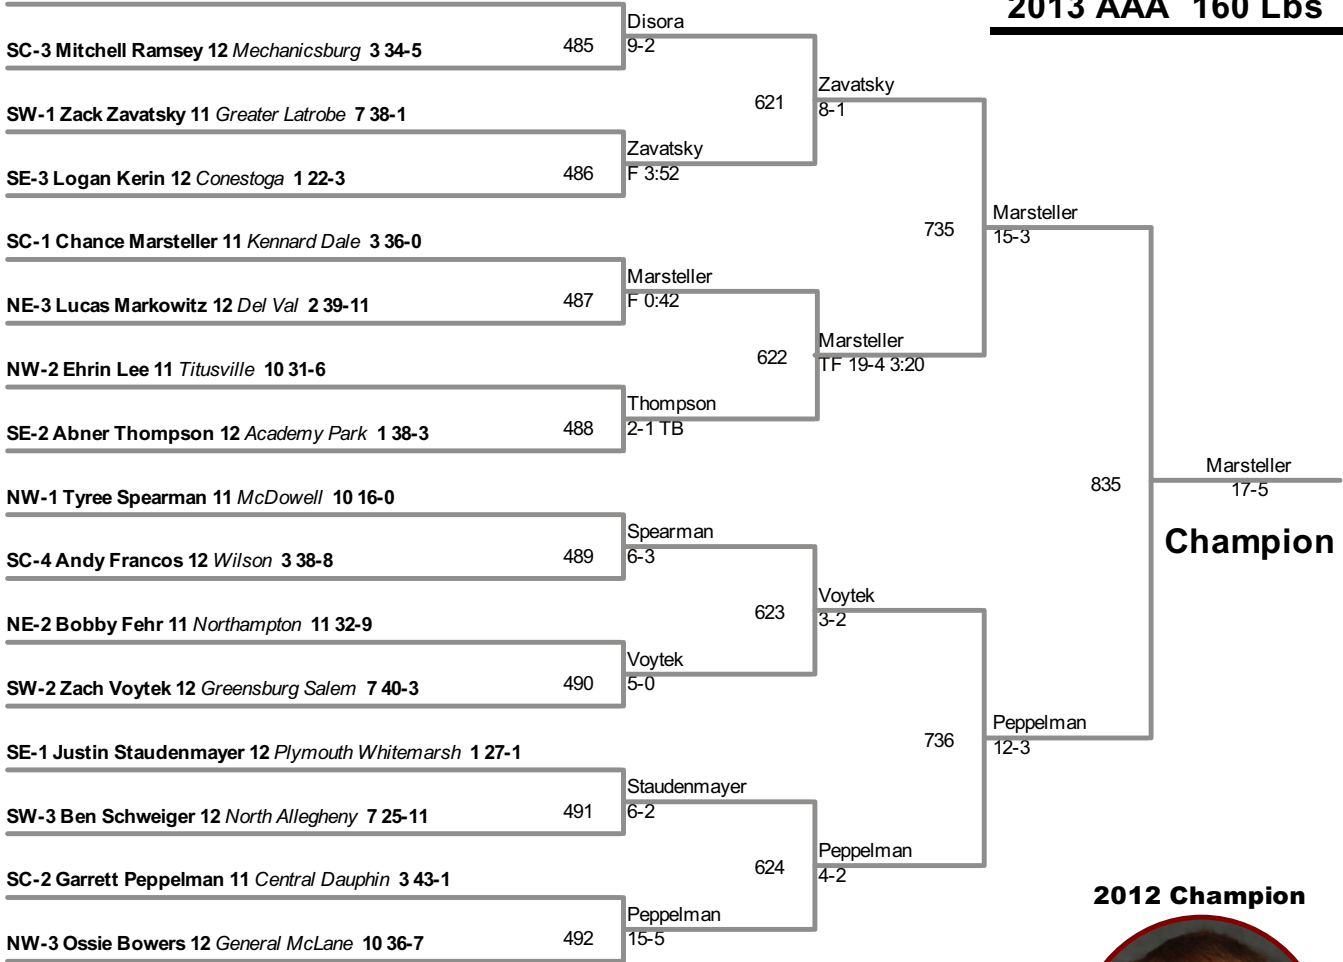 2013 AAA 160 Lbs
Disora
SC-3 Mitchell Ramsey 12 Mechanicsburg 3 34-5
485
9-2
Zavatsky
621
8-1
SW-1 Zack Zavatsky 11 Greater Latrobe 7 38-1
Zavatsky
SE-3 Logan Kerin 12 Conestoga 1 22-3
486
F 3:52
Marsteller
735
15-3
SC-1 Chance Marsteller 11 Kennard Dale 3 36-0
Marsteller
NE-3 Lucas Markowitz 12 Del Val 2 39-11
487
F 0:42
Marsteller
622
TF 19-4 3:20
NW-2 Ehrin Lee 11 Titusville 10 31-6
Thompson
SE-2 Abner Thompson 12 Academy Park 1 38-3
488
2-1 TB
Marsteller
835
17-5
Champion
NW-1 Tyree Spearman 11 McDowell 10 16-0
Spearman
SC-4 Andy Francos 12 Wilson 3 38-8
489
6-3
Voytek
623
3-2
NE-2 Bobby Fehr 11 Northampton 11 32-9
Voytek
SW-2 Zach Voytek 12 Greensburg Salem 7 40-3
490
5-0
Peppelman
736
12-3
SE-1 Justin Staudenmayer 12 Plymouth Whitemarsh 1 27-1
Staudenmayer
SW-3 Ben Schweiger 12 North Allegheny 7 25-11
491
6-2
Peppelman
624
4-2
SC-2 Garrett Peppelman 11 Central Dauphin 3 43-1
Peppelman
NW-3 Ossie Bowers 12 General McLane 10 36-7
492
15-5
2012 Champion